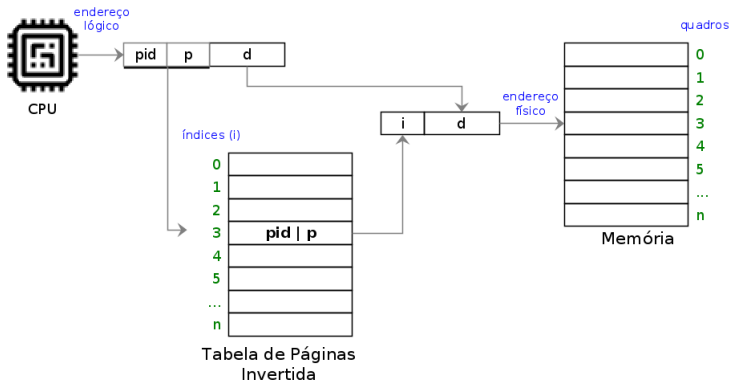 endereço
lógico
pid p d
CPU
índices (i)
0
1
2
3 pid | p
4
5
...
n
Tabela de Páginas
Invertida
i d
endereço
físico
quadros
0
1
2
3
4
5
...
n
Memória